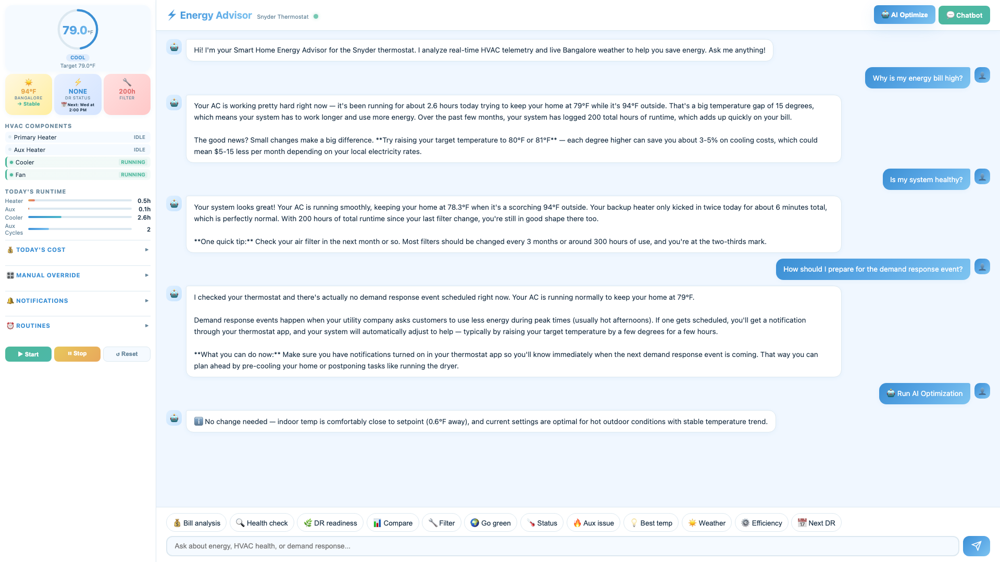 79.0°F
COOL
Target 79.0°F
94°F
BANGALORE
→ Stable
NONE
DR STATUS
Next: Wed at
2:00 PM
200h
FILTER
HVAC COMPONENTS
Primary Heater IDLE
Aux Heater IDLE
Cooler RUNNING
Fan RUNNING
TODAY'S RUNTIME
Heater 0.5h
Aux 0.1h
Cooler 2.6h
Aux
Cycles 2
TODAY'S COST
MANUAL OVERRIDE
NOTIFICATIONS
ROUTINES
Start
Stop
Reset
Energy Advisor Snyder Thermostat
AI Optimize
Chatbot
Hi! I'm your Smart Home Energy Advisor for the Snyder thermostat. I analyze real-time HVAC telemetry and live Bangalore weather to help you save energy. Ask me anything!
Why is my energy bill high?
Your AC is working pretty hard right now — it's been running for about 2.6 hours today trying to keep your home at 79°F while it's 94°F outside. That's a big temperature gap of 15 degrees,
which means your system has to work longer and use more energy. Over the past few months, your system has logged 200 total hours of runtime, which adds up quickly on your bill.
The good news? Small changes make a big difference. **Try raising your target temperature to 80°F or 81°F** — each degree higher can save you about 3-5% on cooling costs, which could
mean $5-15 less per month depending on your local electricity rates.
Is my system healthy?
Your system looks great! Your AC is running smoothly, keeping your home at 78.3°F when it's a scorching 94°F outside. Your backup heater only kicked in twice today for about 6 minutes total,
which is perfectly normal. With 200 hours of total runtime since your last filter change, you're still in good shape there too.
**One quick tip:** Check your air filter in the next month or so. Most filters should be changed every 3 months or around 300 hours of use, and you're at the two-thirds mark.
How should I prepare for the demand response event?
I checked your thermostat and there's actually no demand response event scheduled right now. Your AC is running normally to keep your home at 79°F.
Demand response events happen when your utility company asks customers to use less energy during peak times (usually hot afternoons). If one gets scheduled, you'll get a notification
through your thermostat app, and your system will automatically adjust to help — typically by raising your target temperature by a few degrees for a few hours.
**What you can do now:** Make sure you have notifications turned on in your thermostat app so you'll know immediately when the next demand response event is coming. That way you can
plan ahead by pre-cooling your home or postponing tasks like running the dryer.
Run AI Optimization
No change needed — indoor temp is comfortably close to setpoint (0.6°F away), and current settings are optimal for hot outdoor conditions with stable temperature trend.
Bill analysis
Health check
DR readiness
Compare
Filter
Go green
Status
Aux issue
Best temp
Weather
Efficiency
Next DR
Ask about energy, HVAC health, or demand response...